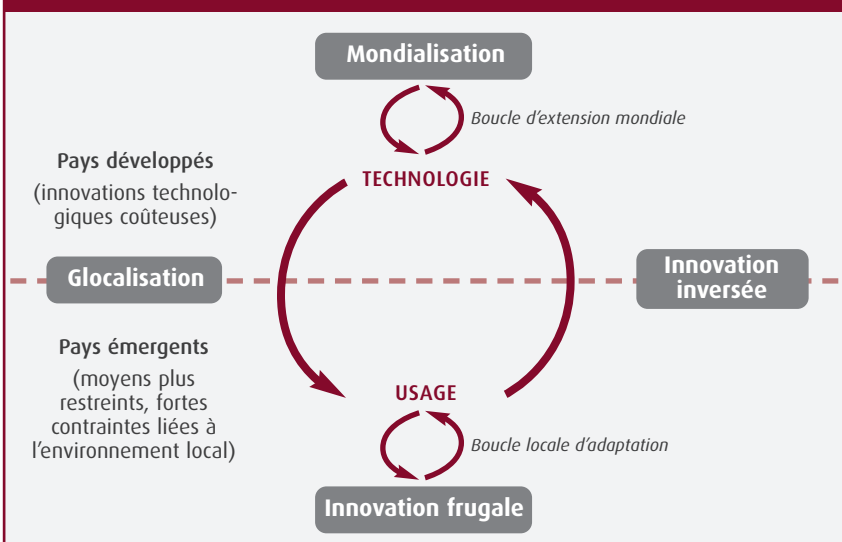 Mondialisation
Boucle d'extension mondiale
Pays développés
(innovations technolo-
giques coûteuses)
TECHNOLOGIE
Glocalisation
Innovation
inversée
Pays émergents
(moyens plus
restreints, fortes
contraintes liées à
l'environnement local)
USAGE
Boucle locale d'adaptation
Innovation frugale